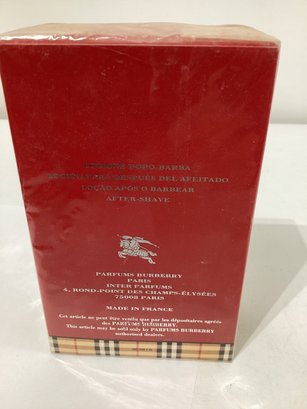 LOZIONE DOPO-BARBA
LOCIÓN PARA DESPUÉS DEL AFEITADO
LOÇÃO APÓS O BARBEAR
AFTER-SHAVE
PARFUMS BURBERRY
PARIS
INTER PARFUMS
4, ROND-POINT DES CHAMPS-ÉLYSÉES
75008 PARIS
MADE IN FRANCE
Cet article ne peut être vendu que par les dépositaires agréés
des PARFUMS BURBERRY.
This article may be sold only by PARFUMS BURBERRY
authorised dealers.